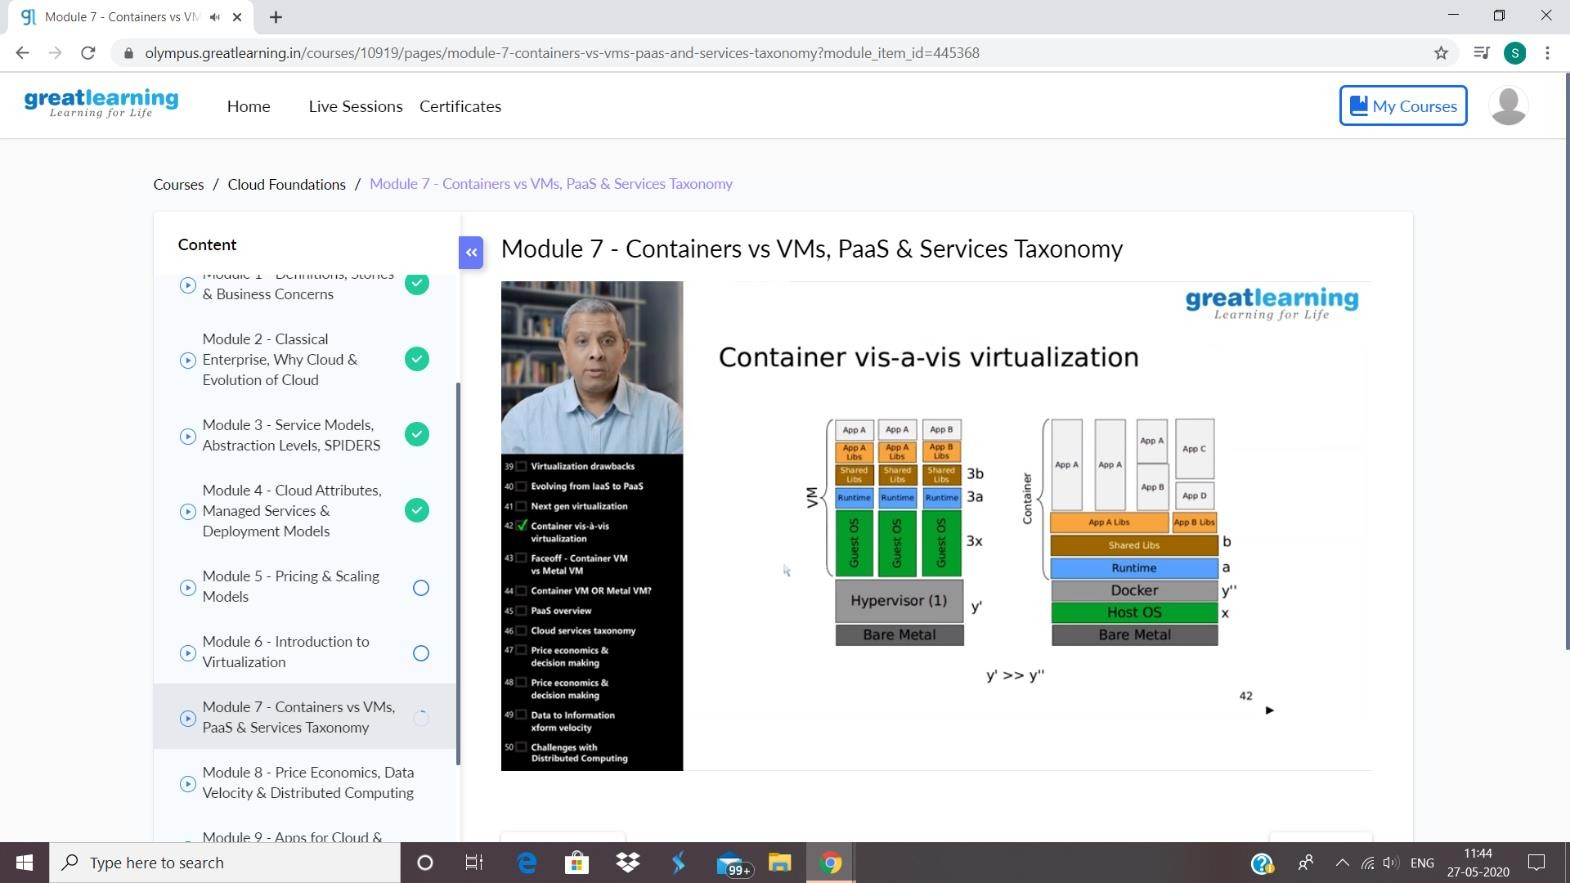 Module 7 - Containers vs VM
olympus.greatlearning.in/courses/10919/pages/module-7-containers-vs-vms-paas-and-services-taxonomy?module_item_id=445368
S
greatlearning
Learning for Life
Home
Live Sessions
Certificates
My Courses
Courses / Cloud Foundations / Module 7 - Containers vs VMs, PaaS & Services Taxonomy
Content
Module 1 - Definitions, Stories
& Business Concerns
Module 2 - Classical
Enterprise, Why Cloud &
Evolution of Cloud
Module 3 - Service Models,
Abstraction Levels, SPIDERS
Module 4 - Cloud Attributes,
Managed Services &
Deployment Models
Module 5 - Pricing & Scaling
Models
Module 6 - Introduction to
Virtualization
Module 7 - Containers vs VMs,
PaaS & Services Taxonomy
Module 8 - Price Economics, Data
Velocity & Distributed Computing
Module 9 - Apps for Cloud &
Module 7 - Containers vs VMs, PaaS & Services Taxonomy
39 Virtualization drawbacks
40 Evolving from IaaS to PaaS
41 Next gen virtualization
42 Container vis-à-vis
virtualization
43 Faceoff - Container VM
vs Metal VM
44 Container VM OR Metal VM?
45 PaaS overview
46 Cloud services taxonomy
47 Price economics &
decision making
48 Price economics &
decision making
49 Data to Information
xform velocity
50 Challenges with
Distributed Computing
greatlearning
Learning for Life
Container vis-a-vis virtualization
VM
App A App A App B
App A Libs App A Libs App B Libs
Shared Libs Shared Libs Shared Libs 3b
Runtime Runtime Runtime 3a
Guest OS Guest OS Guest OS 3x
Hypervisor (1) y'
Bare Metal
Container
App A App A App A App C
App B App D
App A Libs App B Libs
Shared Libs b
Runtime a
Docker y''
Host OS x
Bare Metal
y' >> y''
42
Type here to search
99+
ENG
11:44
27-05-2020